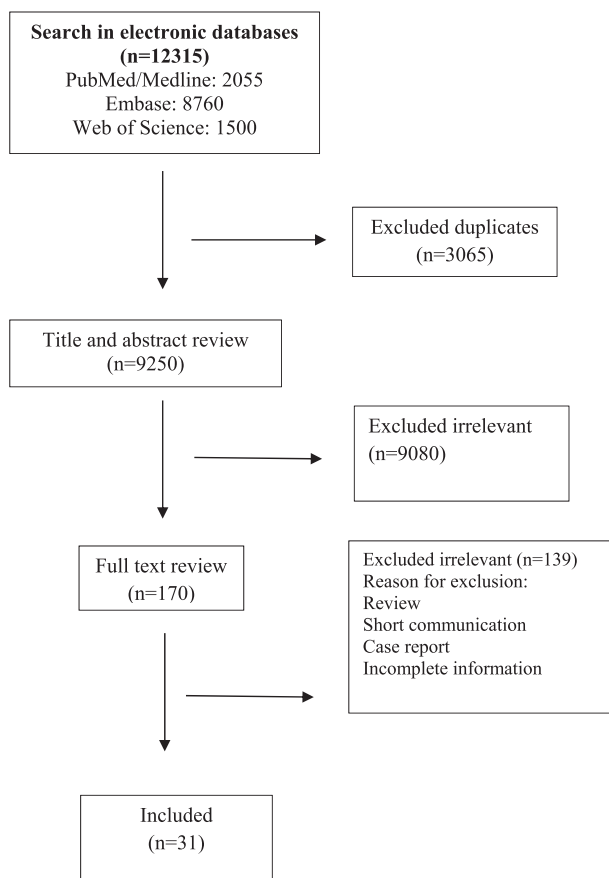 Search in electronic databases
(n=12315)
PubMed/Medline: 2055
Embase: 8760
Web of Science: 1500
Excluded duplicates
(n=3065)
Title and abstract review
(n=9250)
Excluded irrelevant
(n=9080)
Full text review
(n=170)
Excluded irrelevant (n=139)
Reason for exclusion:
Review
Short communication
Case report
Incomplete information
Included
(n=31)